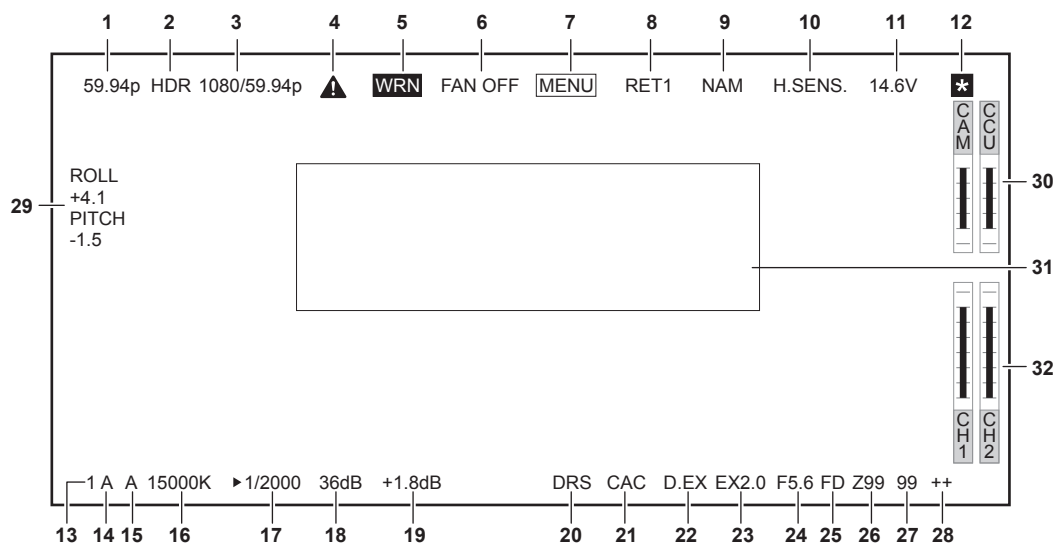 1 2 3 4 5 6 7 8 9 10 11 12
59.94p HDR 1080/59.94p WRN FAN OFF MENU RET1 NAM H.SENS. 14.6V *
CAM CCU
ROLL
+4.1
PITCH
-1.5
29
30
31
32
CH1 CH2
1 A A 15000K ▶1/2000 36dB +1.8dB DRS CAC D.EX EX2.0 F5.6 FD Z99 99 ++
13 14 15 16 17 18 19 20 21 22 23 24 25 26 27 28